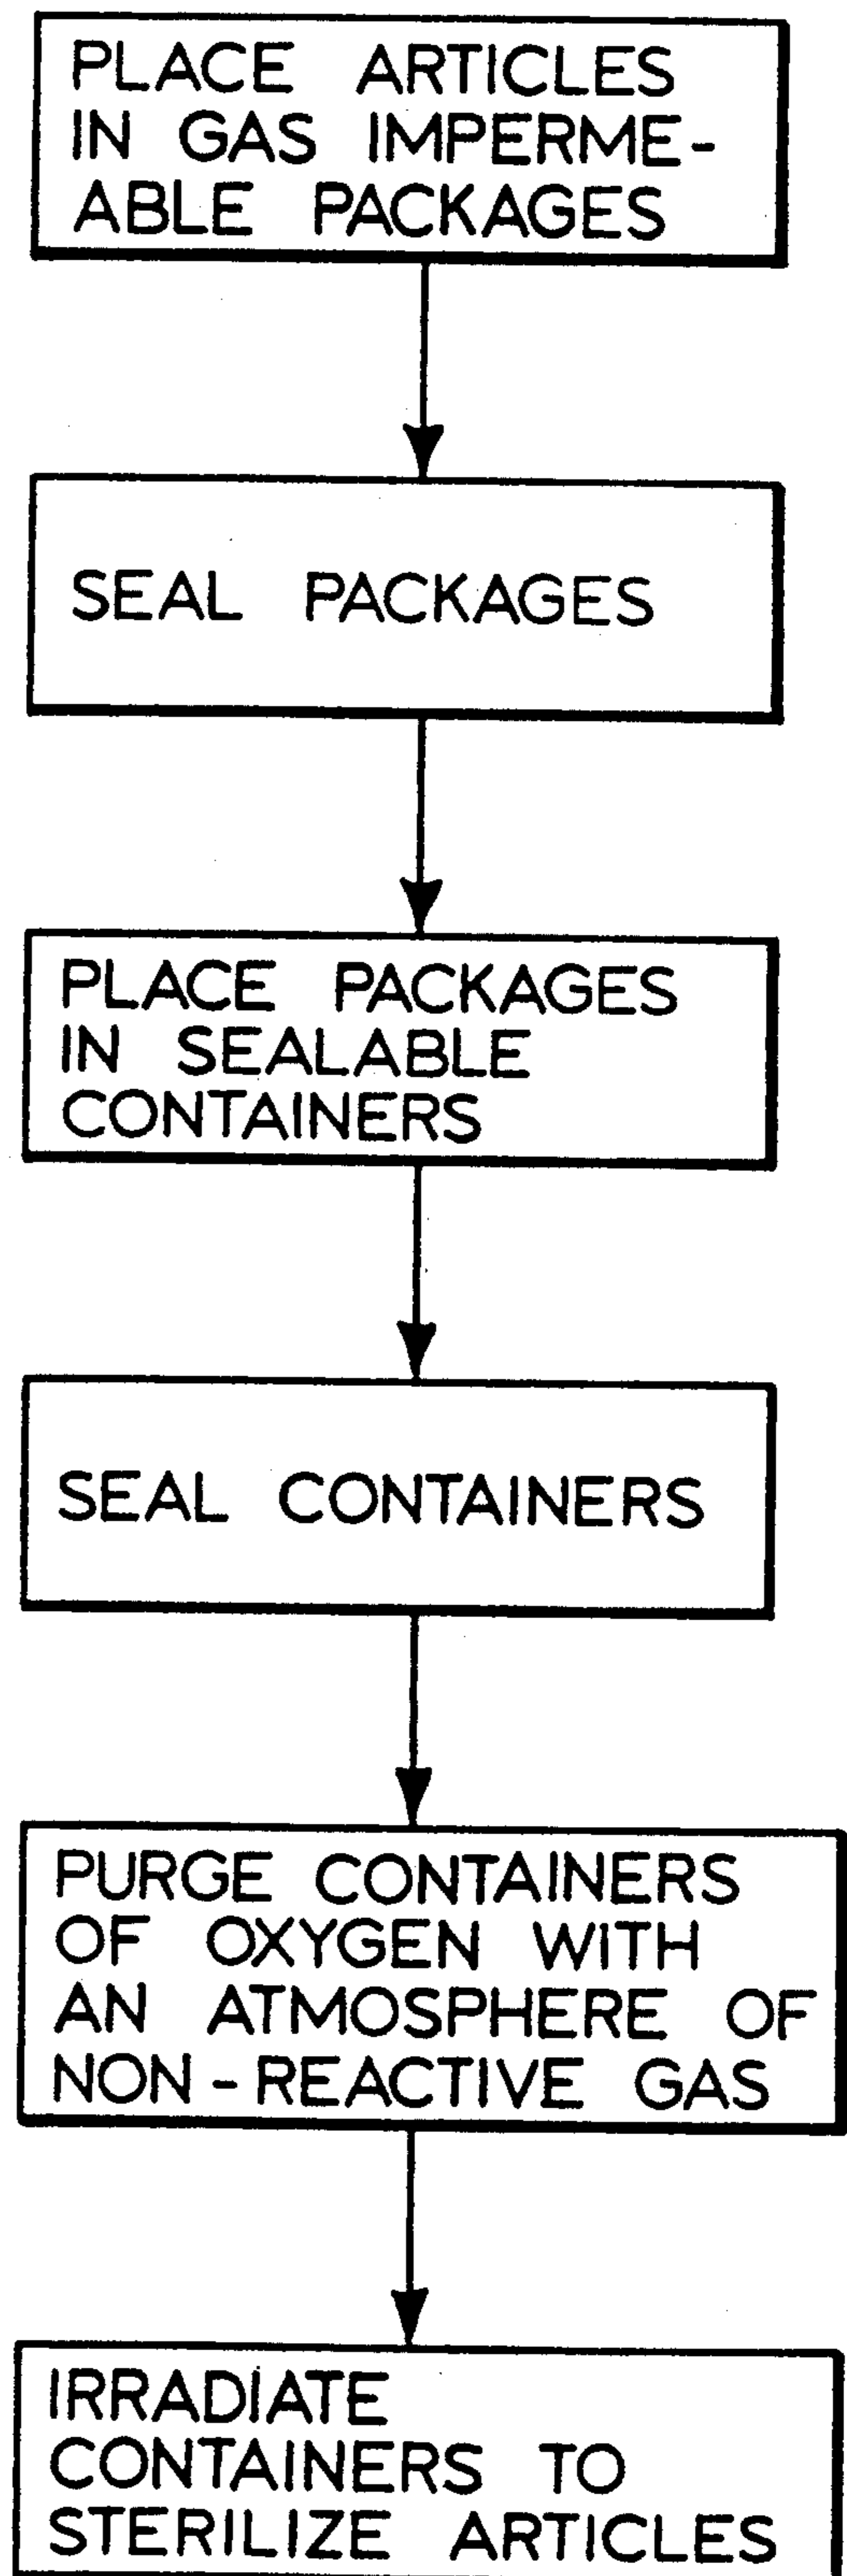 PLACE ARTICLES
IN GAS IMPERME-
ABLE PACKAGES
SEAL PACKAGES
PLACE PACKAGES
IN SEALABLE
CONTAINERS
SEAL CONTAINERS
PURGE CONTAINERS
OF OXYGEN WITH
AN ATMOSPHERE OF
NON-REACTIVE GAS
IRRADIATE
CONTAINERS TO
STERILIZE ARTICLES